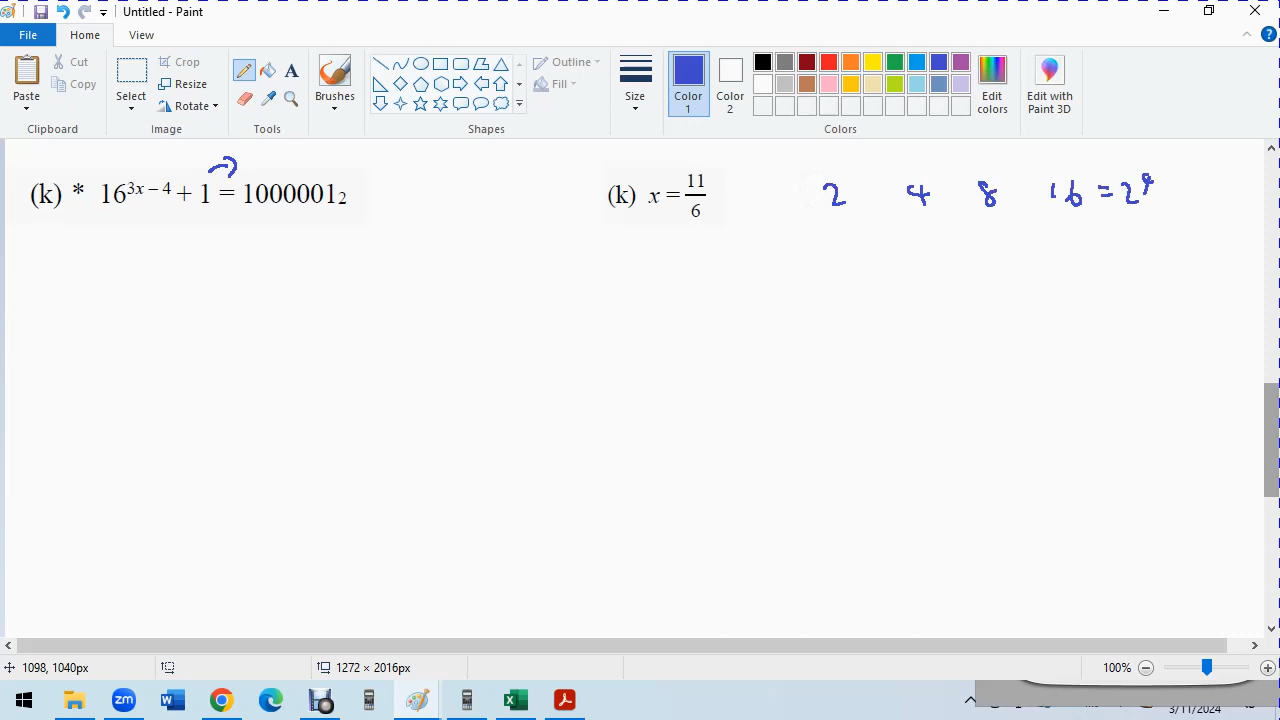 Untitled - Paint
File Home View
Paste Cut Copy Clipboard
Select Crop Resize Rotate Image
Tools
Brushes
Outline Fill Shapes
Size
Color 1 Color 2 Edit colors Edit with Paint 3D Colors
(k) * 16^{3x – 4} + 1 = 1000001₂
(k) x = 11/6
2 4 8 16 = 2⁴
1098, 1040px 1272 × 2016px 100%
3/11/2024